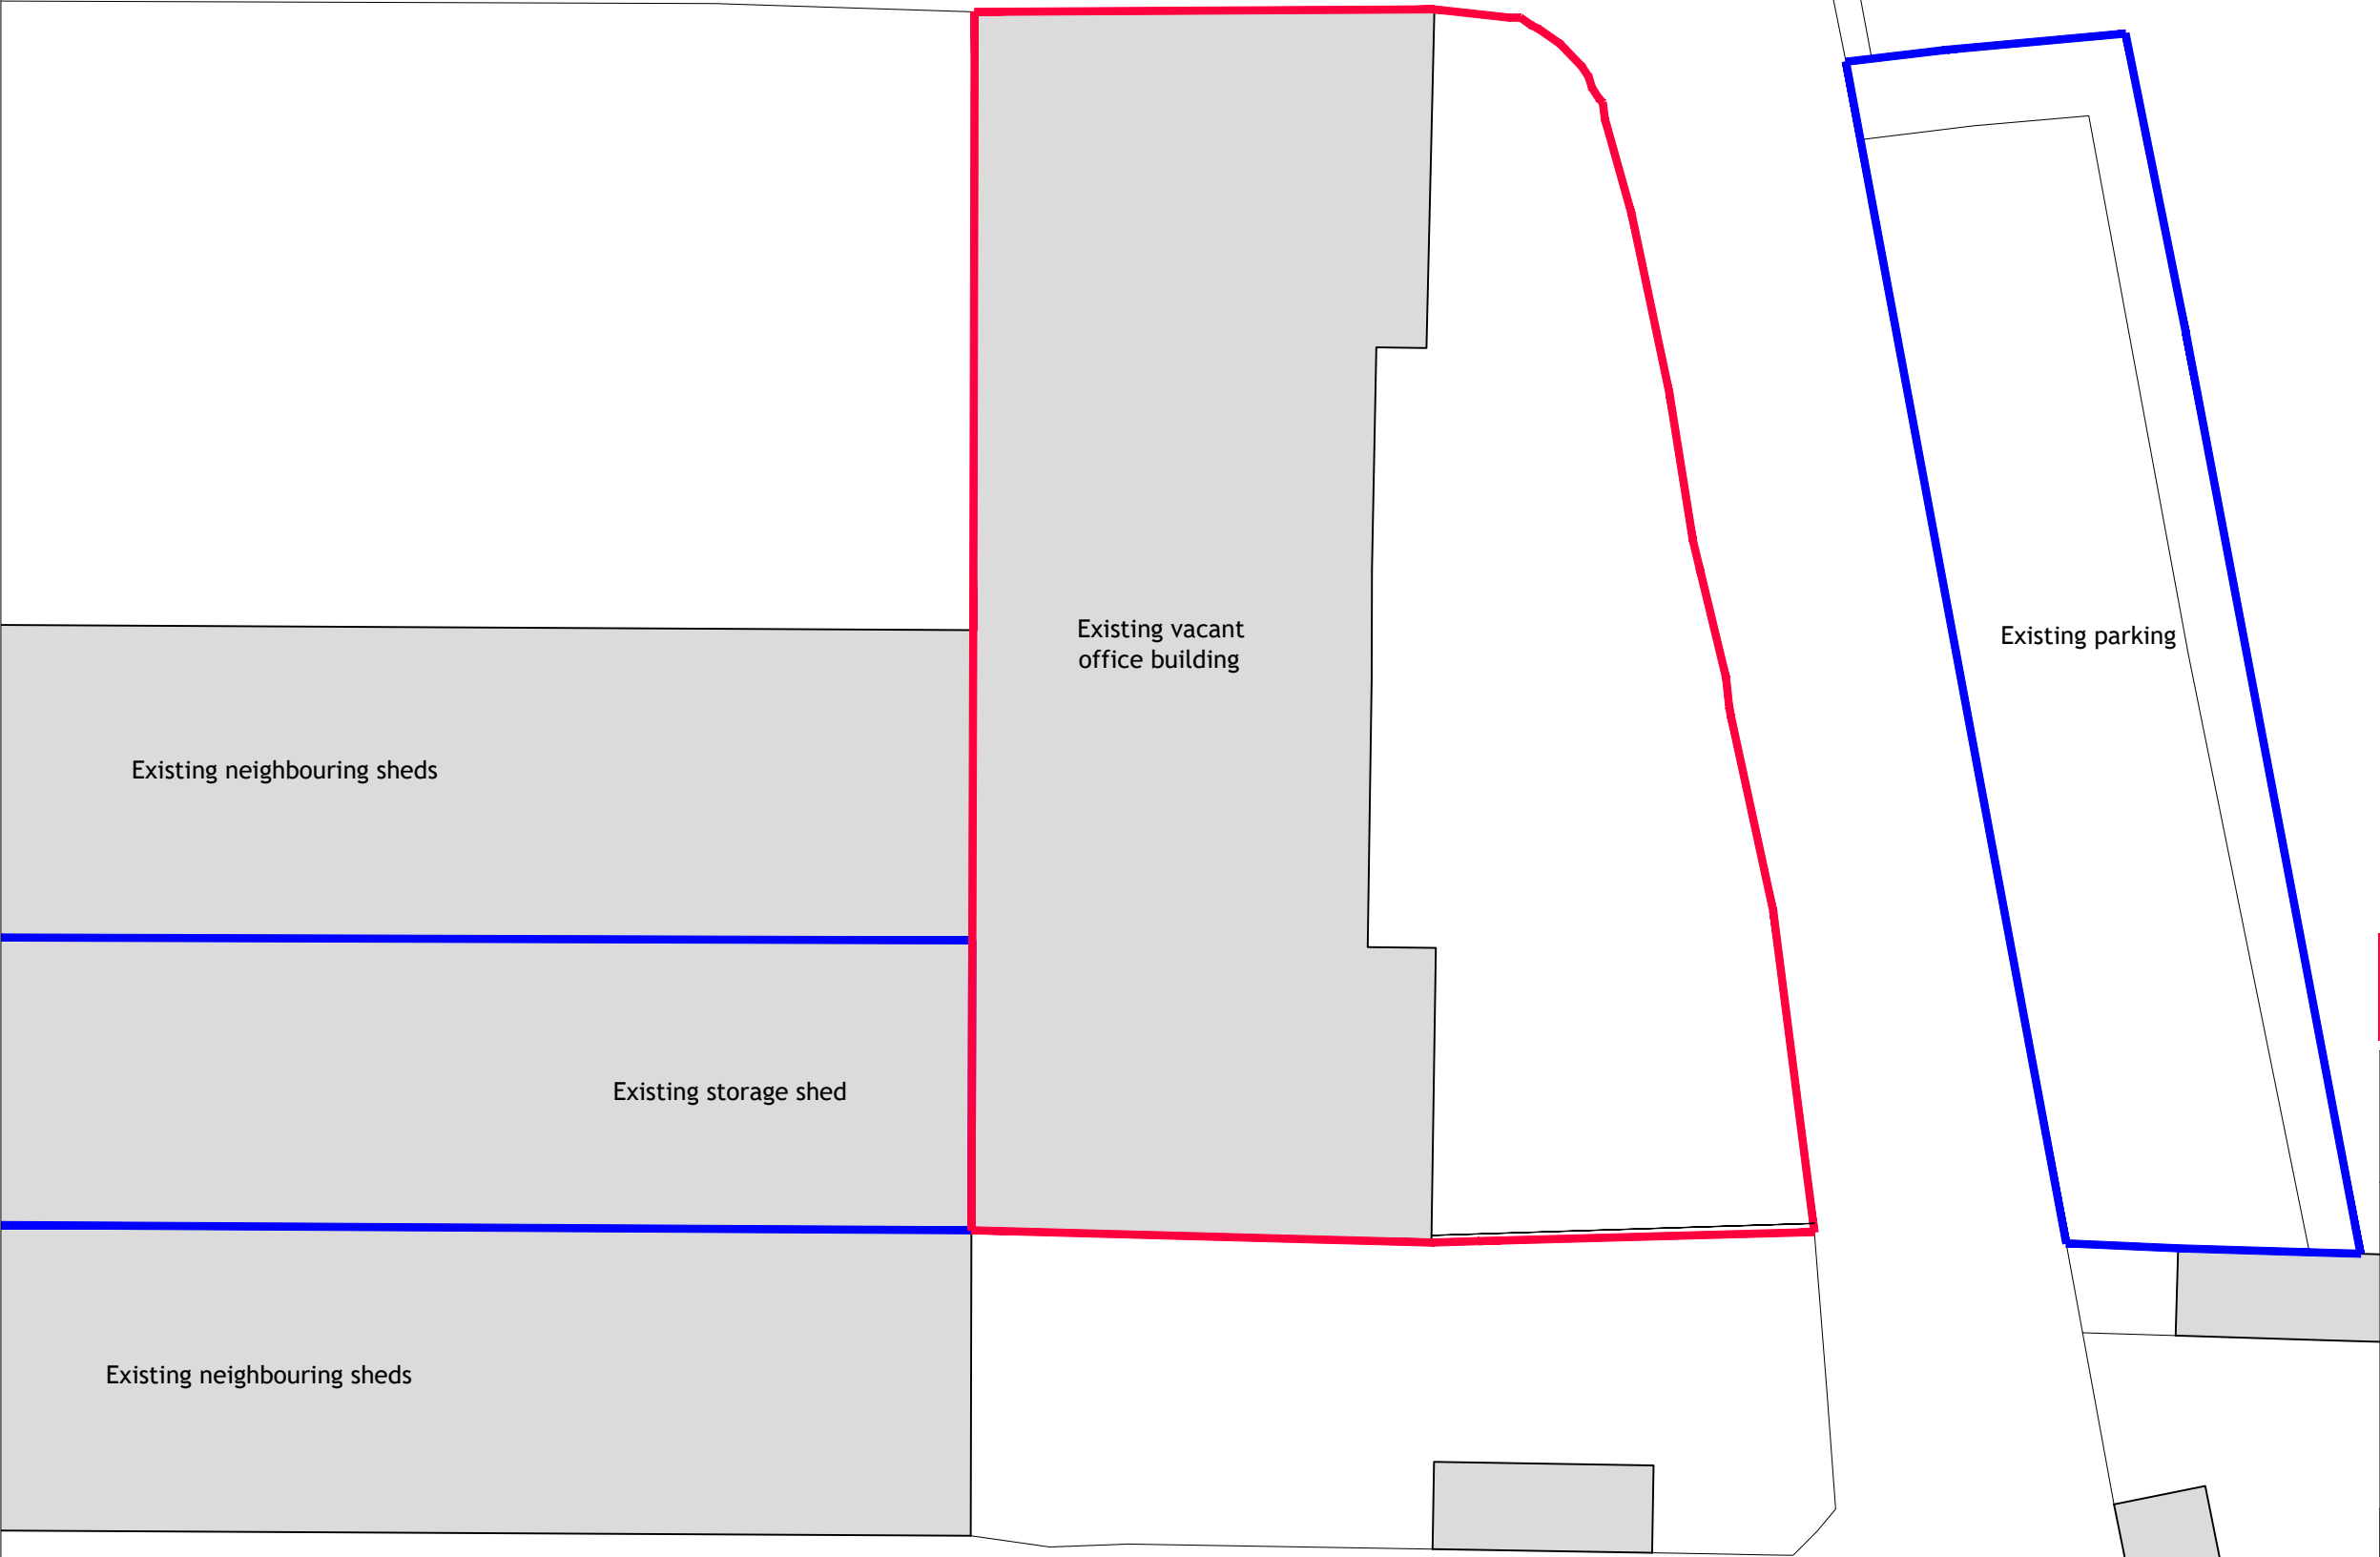 Existing vacant
office building
Existing parking
Existing neighbouring sheds
Existing storage shed
Existing neighbouring sheds